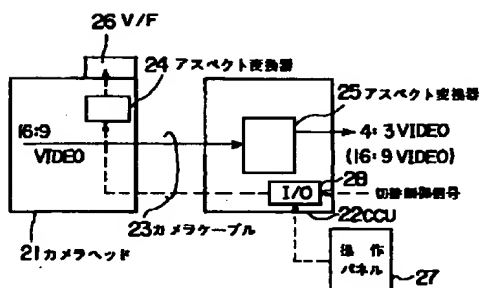 26 V/F
24 アスペクト変換器
25 アスペクト変換器
16:9
VIDEO
4:3 VIDEO
(16:9 VIDEO)
28
I/O
切替制御信号
22 CCU
23 カメラケーブル
21 カメラヘッド
操作
パネル
27